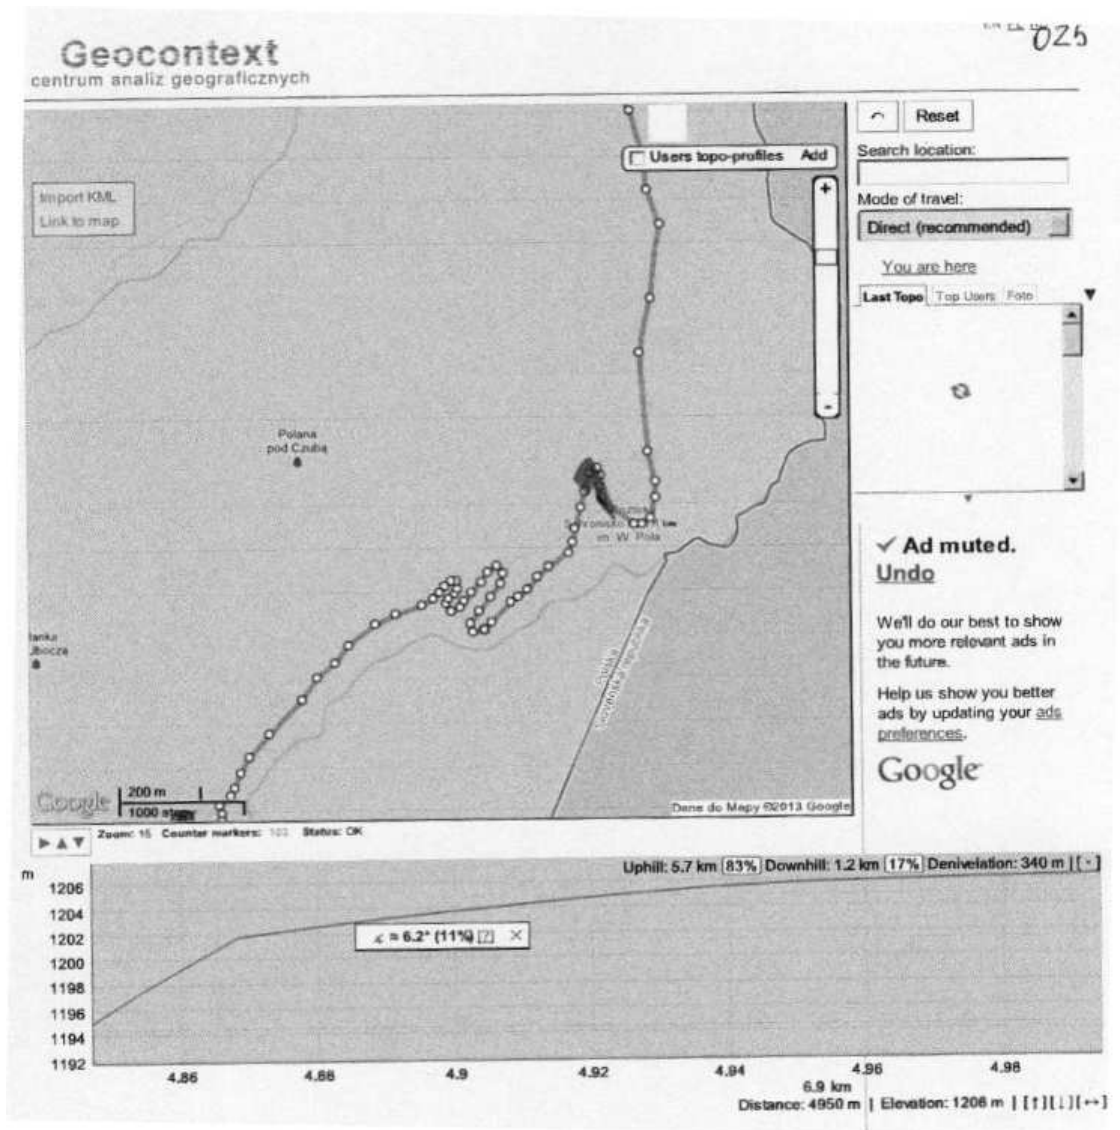 025
Geocontext
centrum analiz geograficznych
Reset
Users topo-profiles Add
Search location:
Import KML
Link to map
+
Mode of travel:
Direct (recommended)
You are here
Last Topo Top Users Foto
-
Polana
pod Czubą
im. W. Pola
✓ Ad muted.
Undo
We'll do our best to show
you more relevant ads in
the future.
Help us show you better
ads by updating your ads
preferences.
Google
Polska
Slovenská republika
200 m
Google
1000
Dane do Mapy ©2013 Google
Zoom: 15 Counter markers: Status: OK
Uphill: 5.7 km 83% Downhill: 1.2 km 17% Denivelation: 340 m | [ - ]
m
1206
1204
1202
1200
1198
1196
1194
1192
∡ ≈ 6.2° (11%) [?] ×
4.86 4.88 4.9 4.92 4.94 4.96 4.98
6.9 km
Distance: 4950 m | Elevation: 1206 m | [↑][↓][↔]